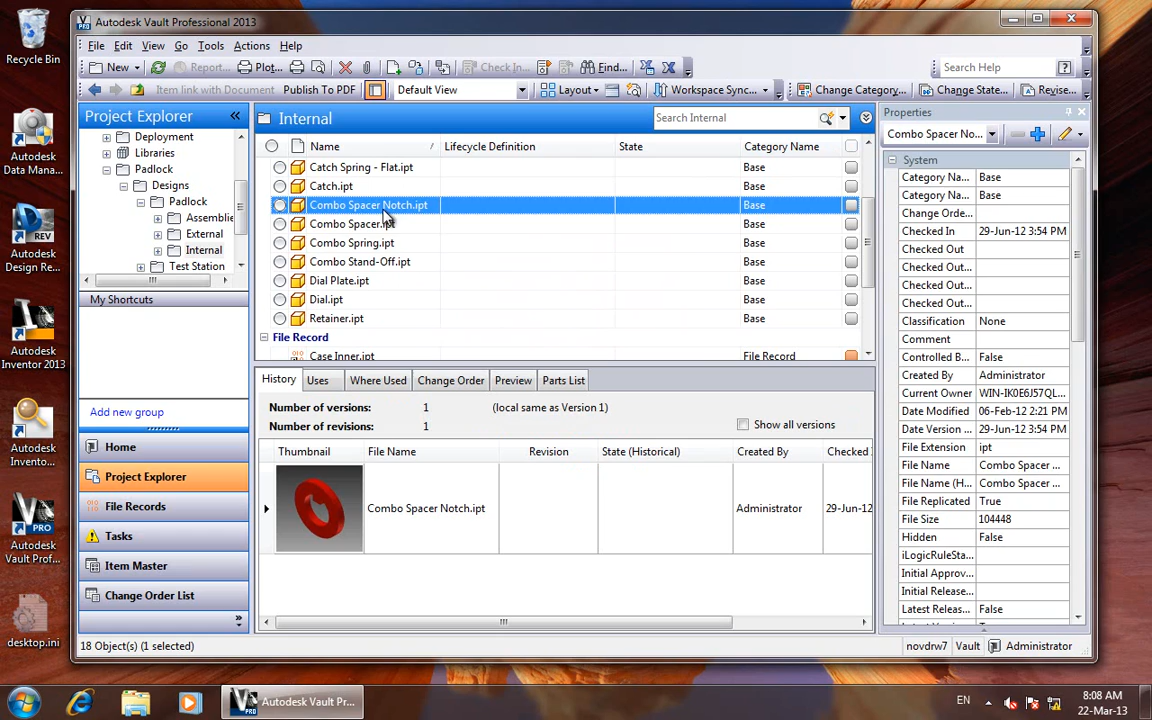 Recycle Bin
Autodesk
Data Mana...
Autodesk
Design Re...
Autodesk
Inventor 2013
Autodesk
Invento...
Autodesk
Vault Prof...
desktop.ini
Autodesk Vault Professional 2013
File Edit View Go Tools Actions Help
New Report... Plot... Check In... Find... Search Help
Item link with Document Publish To PDF Default View Layout Workspace Sync... Change Category... Change State... Revise...
Project Explorer
Deployment
Libraries
Padlock
Designs
Padlock
Assemblie
External
Internal
Test Station
My Shortcuts
Add new group
Home
Project Explorer
File Records
Tasks
Item Master
Change Order List
Internal Search Internal
Name Lifecycle Definition State Category Name
Catch Spring - Flat.ipt Base
Catch.ipt Base
Combo Spacer Notch.ipt Base
Combo Spacer.ipt Base
Combo Spring.ipt Base
Combo Stand-Off.ipt Base
Dial Plate.ipt Base
Dial.ipt Base
Retainer.ipt Base
File Record
Case Inner.ipt File Record
History Uses Where Used Change Order Preview Parts List
Number of versions: 1 (local same as Version 1)
Number of revisions: 1
Show all versions
Thumbnail File Name Revision State (Historical) Created By Checked
Combo Spacer Notch.ipt Administrator 29-Jun-12
Properties
Combo Spacer No...
System
Category Na... Base
Category Na... Base
Change Orde...
Checked In 29-Jun-12 3:54 PM
Checked Out
Checked Out...
Checked Out...
Checked Out...
Classification None
Comment
Controlled B... False
Created By Administrator
Current Owner WIN-IK0E6J57QL...
Date Modified 06-Feb-12 2:21 PM
Date Version ... 29-Jun-12 3:54 PM
File Extension ipt
File Name Combo Spacer ...
File Name (H... Combo Spacer ...
File Replicated True
File Size 104448
Hidden False
iLogicRuleSta...
Initial Approv...
Initial Release...
Latest Releas... False
18 Object(s) (1 selected)
novdrw7 Vault Administrator
Autodesk Vault Pr...
EN
8:08 AM
22-Mar-13